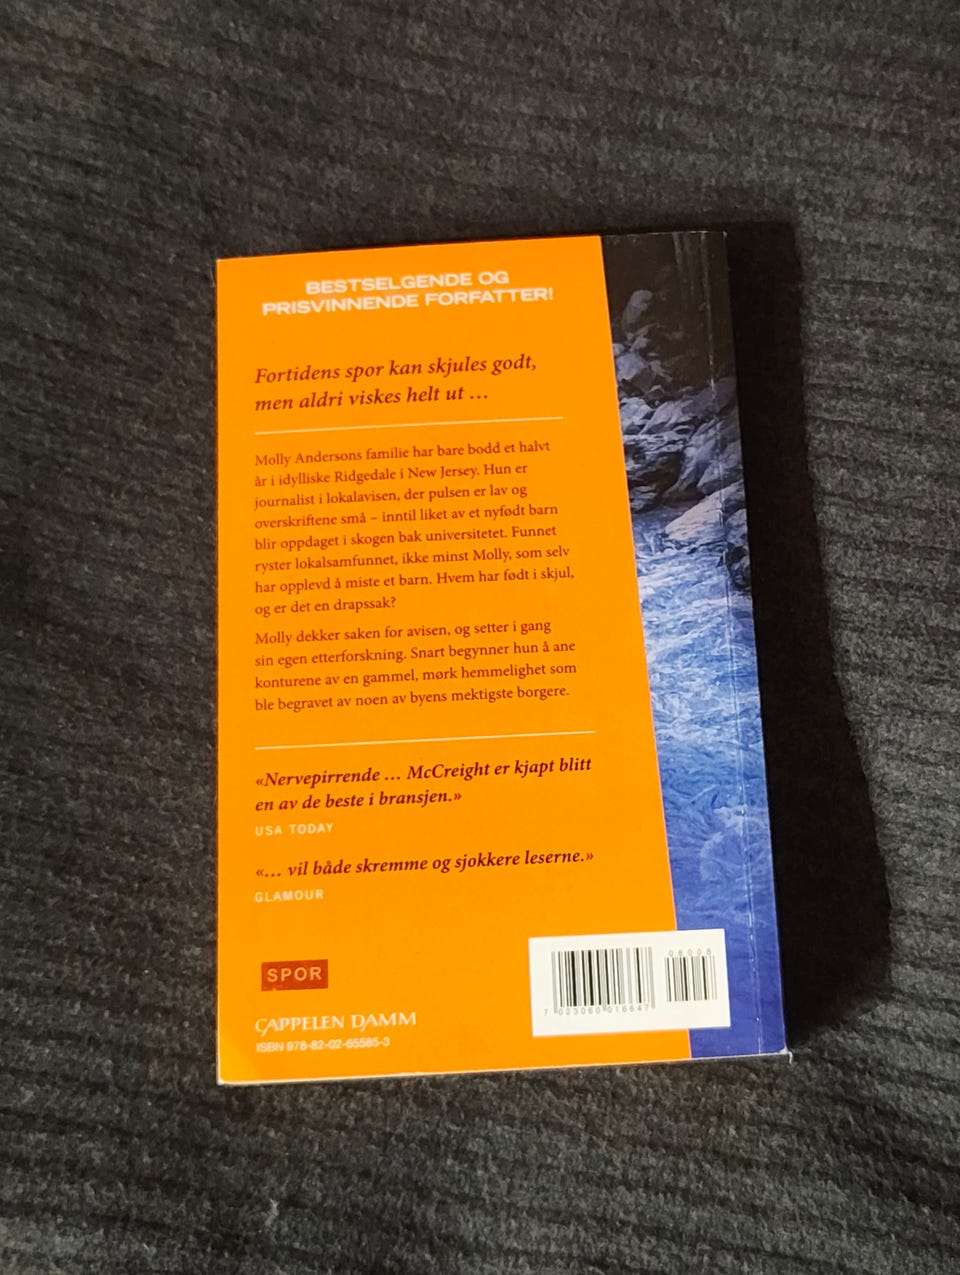 BESTSELGENDE OG
PRISVINNENDE FORFATTER!
Fortidens spor kan skjules godt,
men aldri viskes helt ut ...
Molly Andersons familie har bare bodd et halvt
år i idylliske Ridgedale i New Jersey. Hun er
journalist i lokalavisen, der pulsen er lav og
overskriftene små – inntil liket av et nyfødt barn
blir oppdaget i skogen bak universitetet. Funnet
ryster lokalsamfunnet, ikke minst Molly, som selv
har opplevd å miste et barn. Hvem har født i skjul,
og er det en drapssak?
Molly dekker saken for avisen, og setter i gang
sin egen etterforskning. Snart begynner hun å ane
konturene av en gammel, mørk hemmelighet som
ble begravet av noen av byens mektigste borgere.
«Nervepirrende ... McCreight er kjapt blitt
en av de beste i bransjen.»
USA TODAY
«... vil både skremme og sjokkere leserne.»
GLAMOUR
SPOR
CAPPELEN DAMM
ISBN 978-82-02-65585-3
08008
7 023060 016647